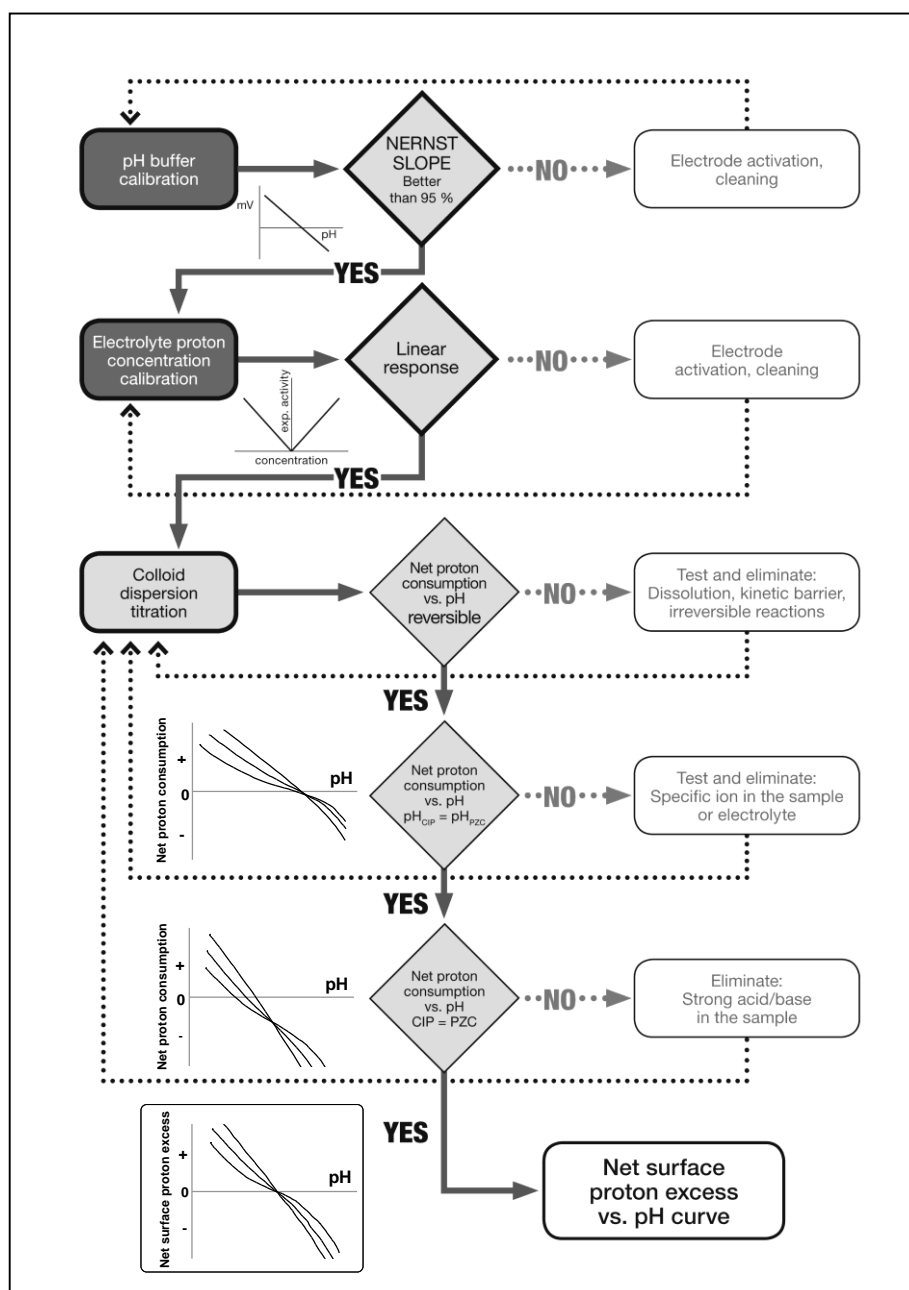 pH buffer
calibration
NERNST
SLOPE
Better
than 95 %
NO
Electrode activation,
cleaning
mV
pH
YES
Electrolyte proton
concentration
calibration
Linear
response
NO
Electrode
activation, cleaning
exp. activity
concentration
YES
Colloid
dispersion
titration
Net proton
consumption
vs. pH
reversible
NO
Test and eliminate:
Dissolution, kinetic barrier,
irreversible reactions
YES
Net proton consumption
+
0
-
pH
Net proton
consumption
vs. pH
pHCIP = pHPZC
NO
Test and eliminate:
Specific ion in the sample
or electrolyte
YES
Net proton consumption
+
0
-
pH
Net proton
consumption
vs. pH
CIP = PZC
NO
Eliminate:
Strong acid/base
in the sample
YES
Net surface proton excess
+
0
-
pH
Net surface
proton excess
vs. pH curve